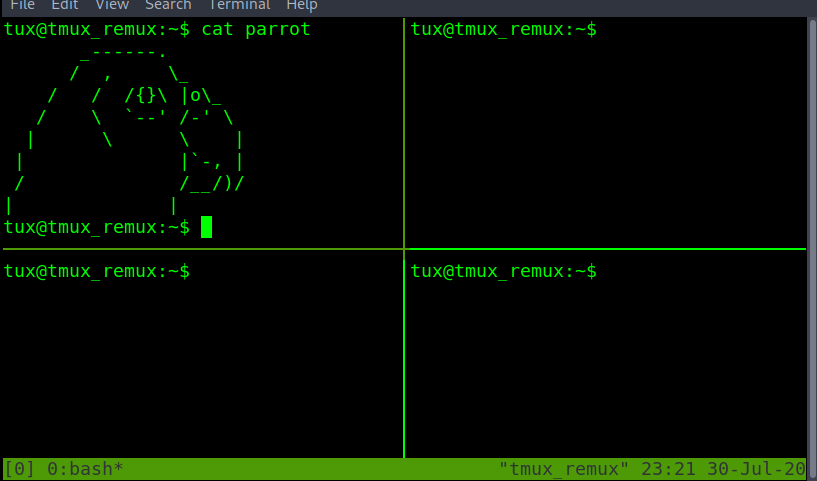 File Edit View Search Terminal Help
tux@tmux_remux:~$ cat parrot
       _------.
      /  ,     \_
    /   /  /{}\ |o\_
   /    \  `--' /-' \
  |      \      \    |
 |              |`-, |
 /              /__/)/
|              |
tux@tmux_remux:~$
tux@tmux_remux:~$
tux@tmux_remux:~$
tux@tmux_remux:~$
[0] 0:bash* "tmux_remux" 23:21 30-Jul-20